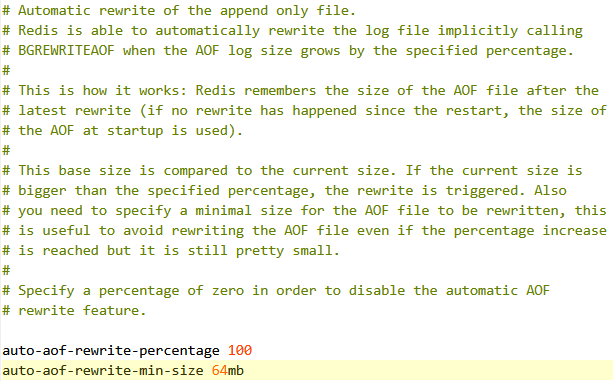 # Automatic rewrite of the append only file.
# Redis is able to automatically rewrite the log file implicitly calling
# BGREWRITEAOF when the AOF log size grows by the specified percentage.
#
# This is how it works: Redis remembers the size of the AOF file after the
# latest rewrite (if no rewrite has happened since the restart, the size of
# the AOF at startup is used).
#
# This base size is compared to the current size. If the current size is
# bigger than the specified percentage, the rewrite is triggered. Also
# you need to specify a minimal size for the AOF file to be rewritten, this
# is useful to avoid rewriting the AOF file even if the percentage increase
# is reached but it is still pretty small.
#
# Specify a percentage of zero in order to disable the automatic AOF
# rewrite feature.
auto-aof-rewrite-percentage 100
auto-aof-rewrite-min-size 64mb